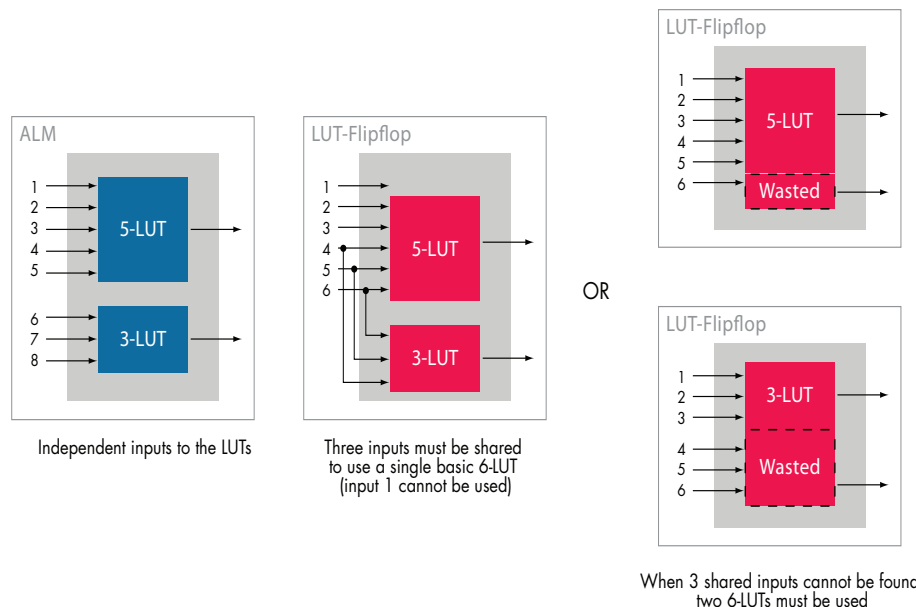 ALM
1
2
3
4
5
5-LUT
6
7
8
3-LUT
Independent inputs to the LUTs
LUT-Flipflop
1
2
3
4
5
6
5-LUT
3-LUT
Three inputs must be shared
to use a single basic 6-LUT
(input 1 cannot be used)
OR
LUT-Flipflop
1
2
3
4
5
6
5-LUT
Wasted
LUT-Flipflop
1
2
3
4
5
6
3-LUT
Wasted
When 3 shared inputs cannot be found
two 6-LUTs must be used